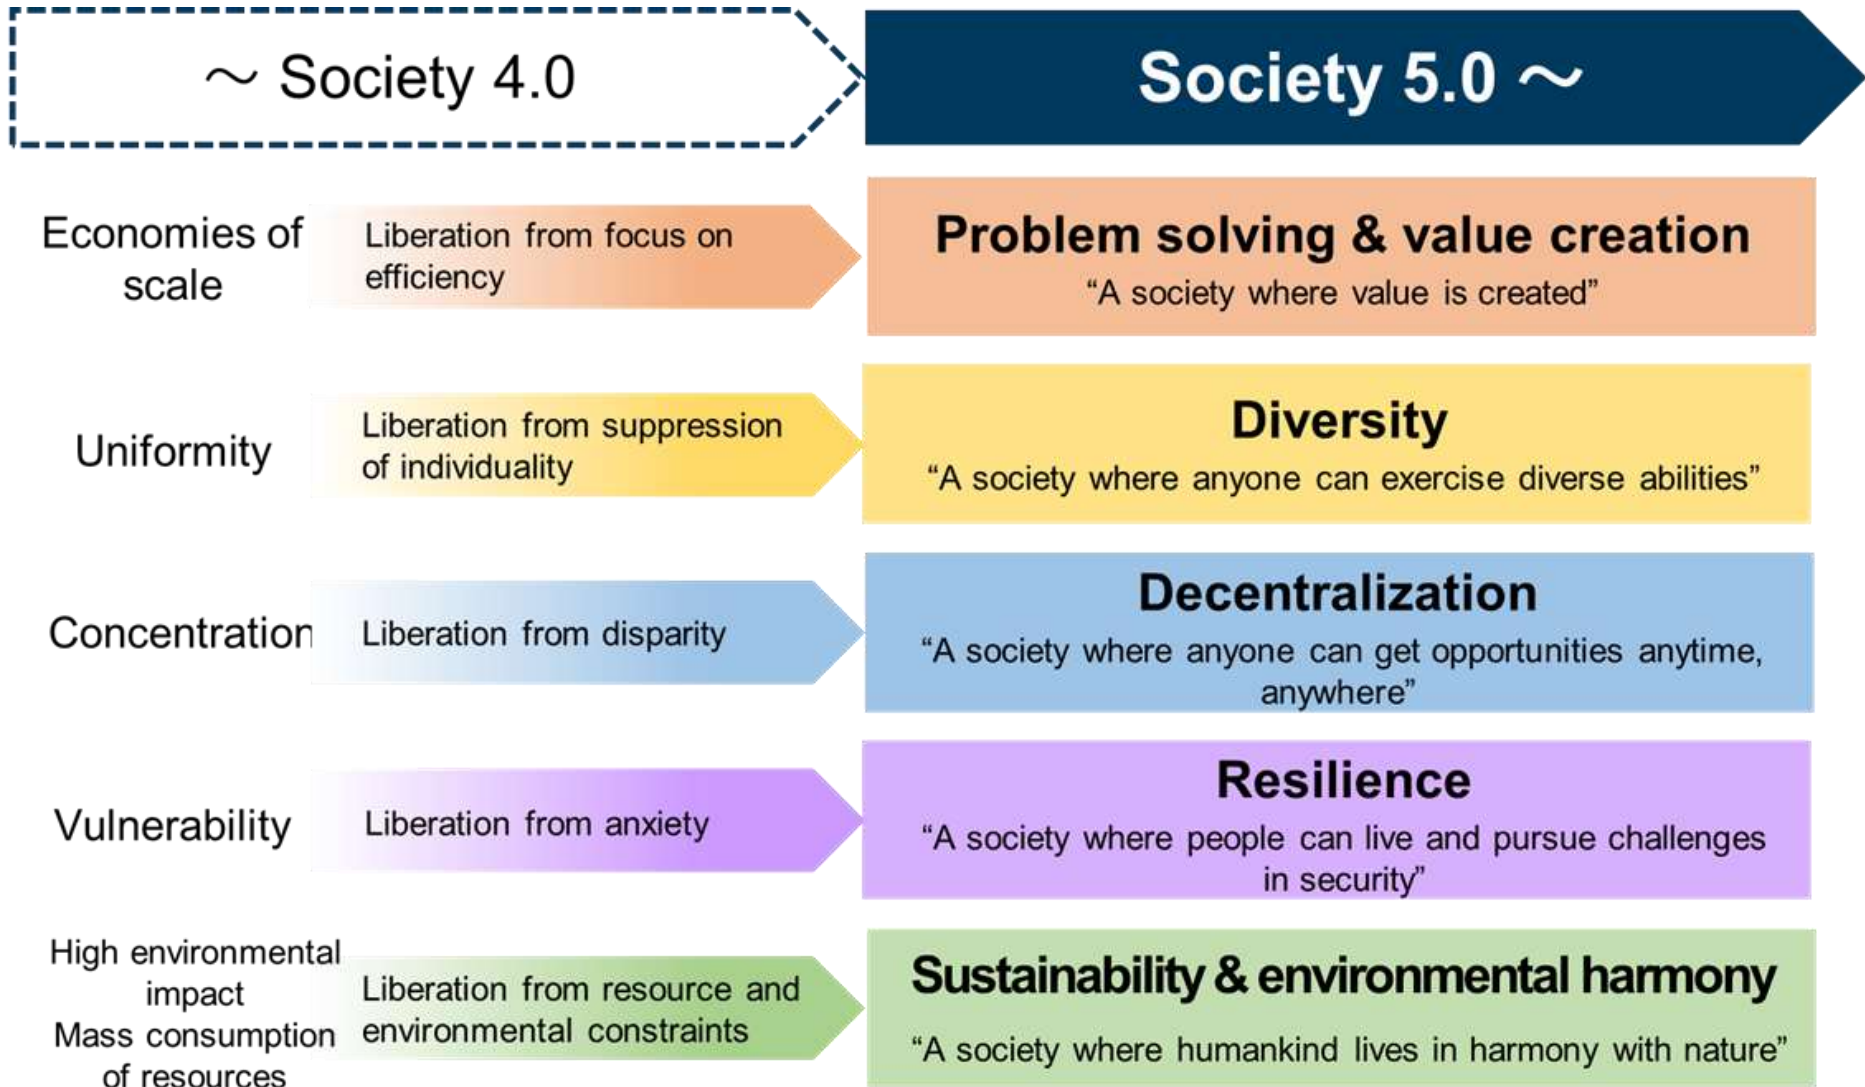 ～ Society 4.0
Society 5.0 ～
Economies of
scale
Liberation from focus on
efficiency
Problem solving & value creation
“A society where value is created”
Uniformity
Liberation from suppression
of individuality
Diversity
“A society where anyone can exercise diverse abilities”
Concentration
Liberation from disparity
Decentralization
“A society where anyone can get opportunities anytime,
anywhere”
Vulnerability
Liberation from anxiety
Resilience
“A society where people can live and pursue challenges
in security”
High environmental
impact
Mass consumption
of resources
Liberation from resource and
environmental constraints
Sustainability & environmental harmony
“A society where humankind lives in harmony with nature”